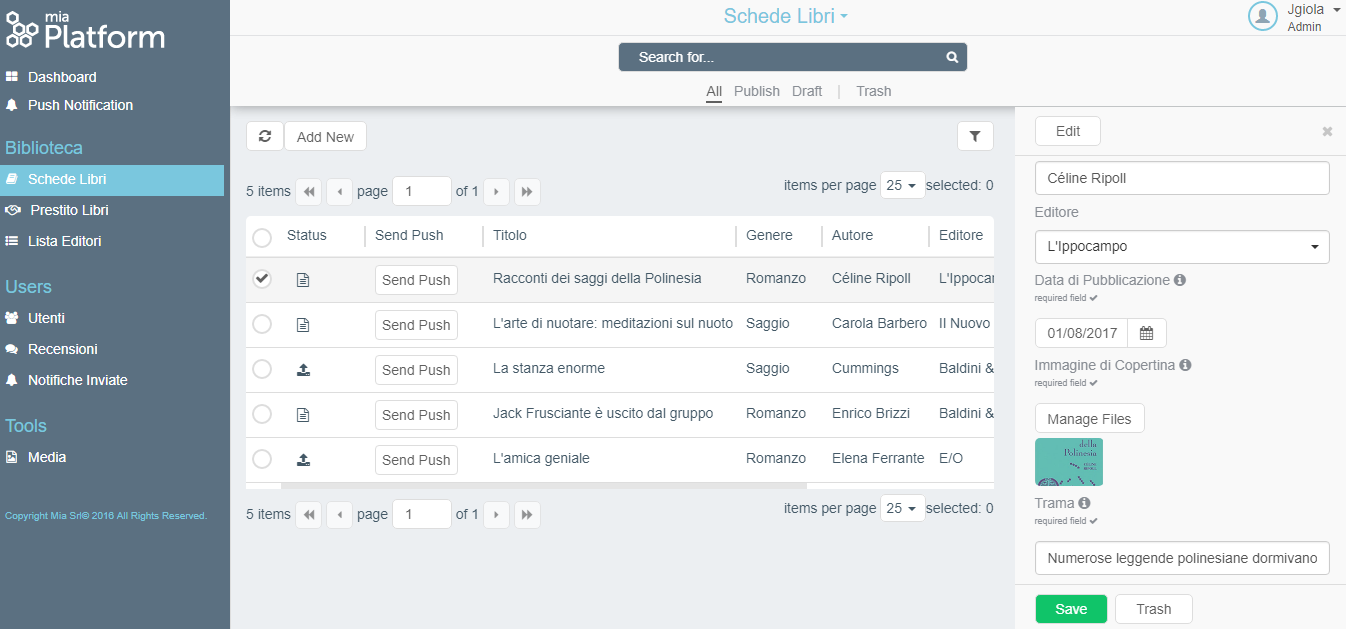 mia
Platform
Dashboard
Push Notification
Biblioteca
Schede Libri
Prestito Libri
Lista Editori
Users
Utenti
Recensioni
Notifiche Inviate
Tools
Media
Copyright Mia Srl© 2016 All Rights Reserved.
Schede Libri
Jgiola
Admin
Search for...
All Publish Draft | Trash
Add New
5 items page 1 of 1 items per page 25 selected: 0
Status Send Push Titolo Genere Autore Editore
Send Push Racconti dei saggi della Polinesia Romanzo Céline Ripoll L'Ippocam
Send Push L'arte di nuotare: meditazioni sul nuoto Saggio Carola Barbero Il Nuovo
Send Push La stanza enorme Saggio Cummings Baldini &
Send Push Jack Frusciante è uscito dal gruppo Romanzo Enrico Brizzi Baldini &
Send Push L'amica geniale Romanzo Elena Ferrante E/O
5 items page 1 of 1 items per page 25 selected: 0
Edit
Céline Ripoll
Editore
L'Ippocampo
Data di Pubblicazione
required field
01/08/2017
Immagine di Copertina
required field
Manage Files
della
Polinesia
Trama
required field
Numerose leggende polinesiane dormivano
Save Trash